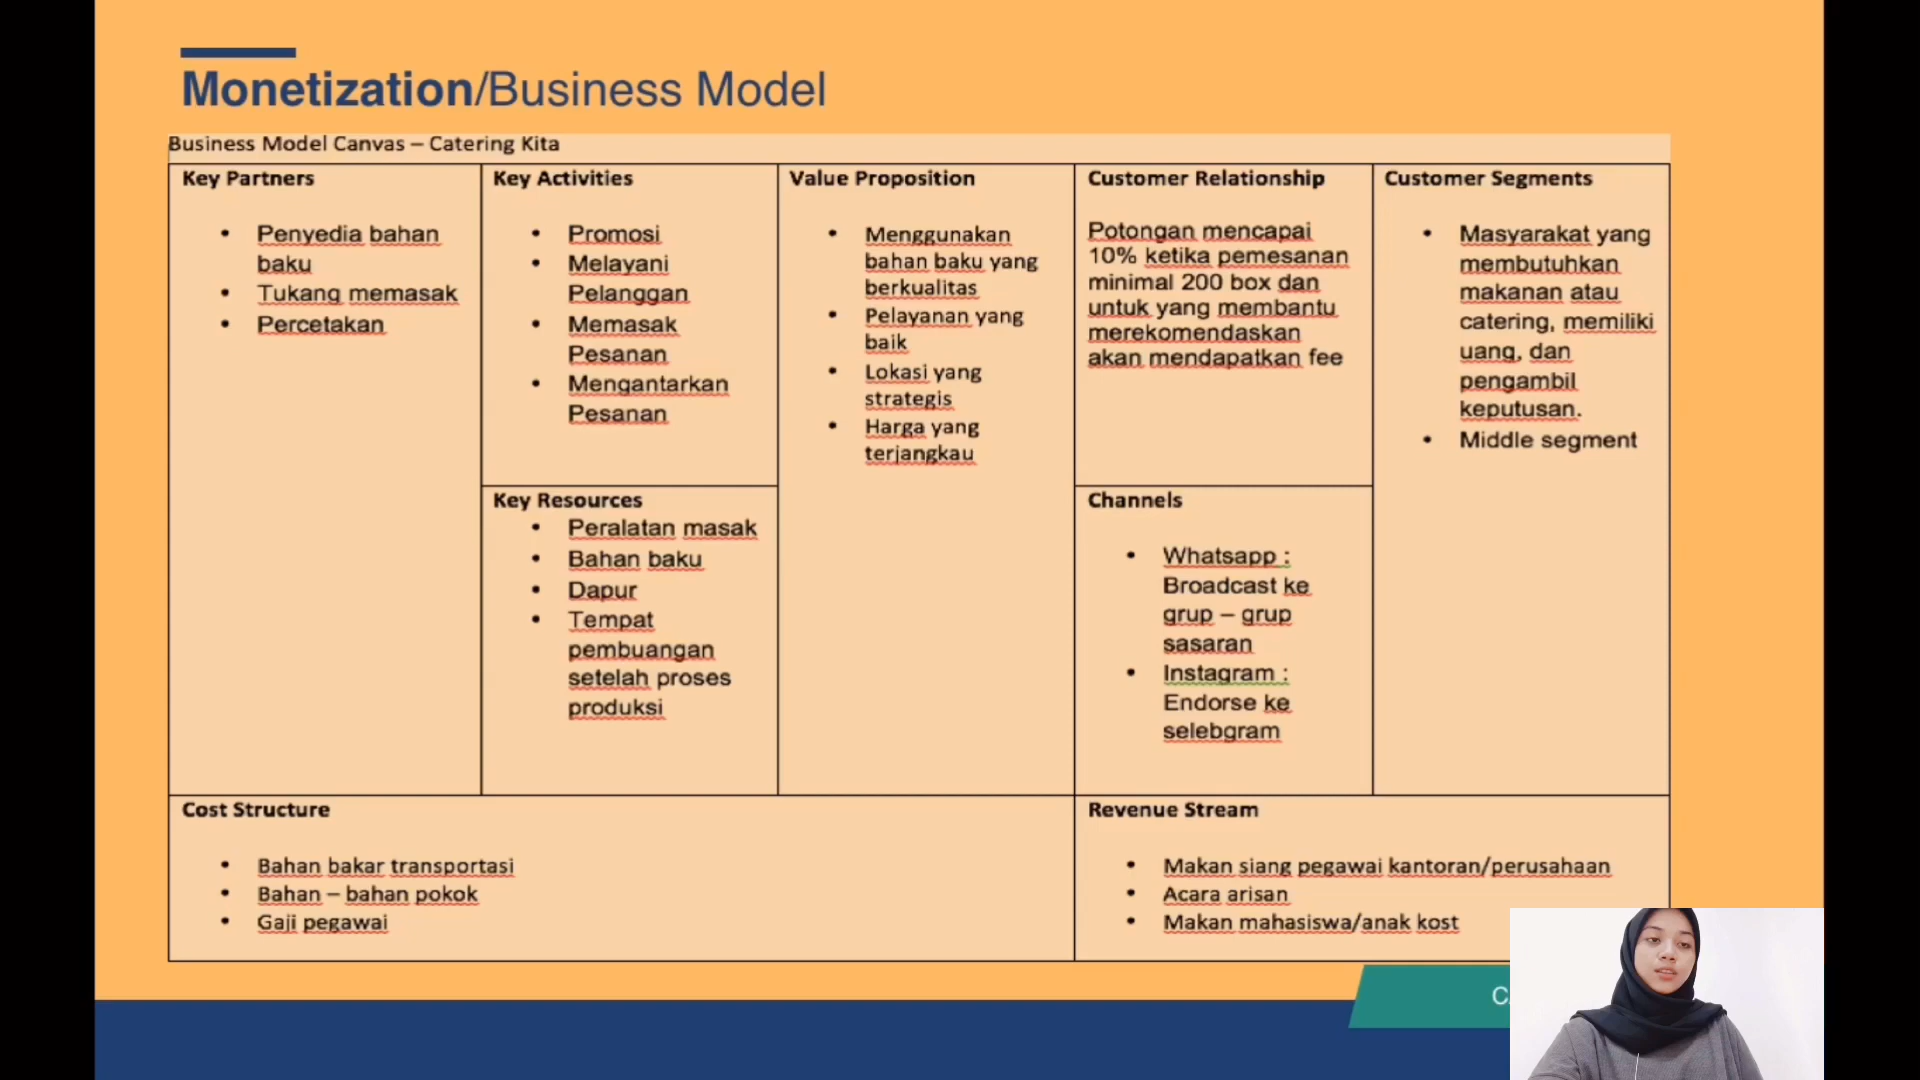 Monetization/Business Model
Business Model Canvas – Catering Kita
Key Partners
• Penyedia bahan
baku
• Tukang memasak
• Percetakan
Key Activities
• Promosi
• Melayani
Pelanggan
• Memasak
Pesanan
• Mengantarkan
Pesanan
Key Resources
• Peralatan masak
• Bahan baku
• Dapur
• Tempat
pembuangan
setelah proses
produksi
Value Proposition
• Menggunakan
bahan baku yang
berkualitas
• Pelayanan yang
baik
• Lokasi yang
strategis
• Harga yang
terjangkau
Customer Relationship
Potongan mencapai
10% ketika pemesanan
minimal 200 box dan
untuk yang membantu
merekomendaskan
akan mendapatkan fee
Channels
• Whatsapp :
Broadcast ke
grup – grup
sasaran
• Instagram :
Endorse ke
selebgram
Customer Segments
• Masyarakat yang
membutuhkan
makanan atau
catering, memiliki
uang, dan
pengambil
keputusan.
• Middle segment
Cost Structure
• Bahan bakar transportasi
• Bahan – bahan pokok
• Gaji pegawai
Revenue Stream
• Makan siang pegawai kantoran/perusahaan
• Acara arisan
• Makan mahasiswa/anak kost